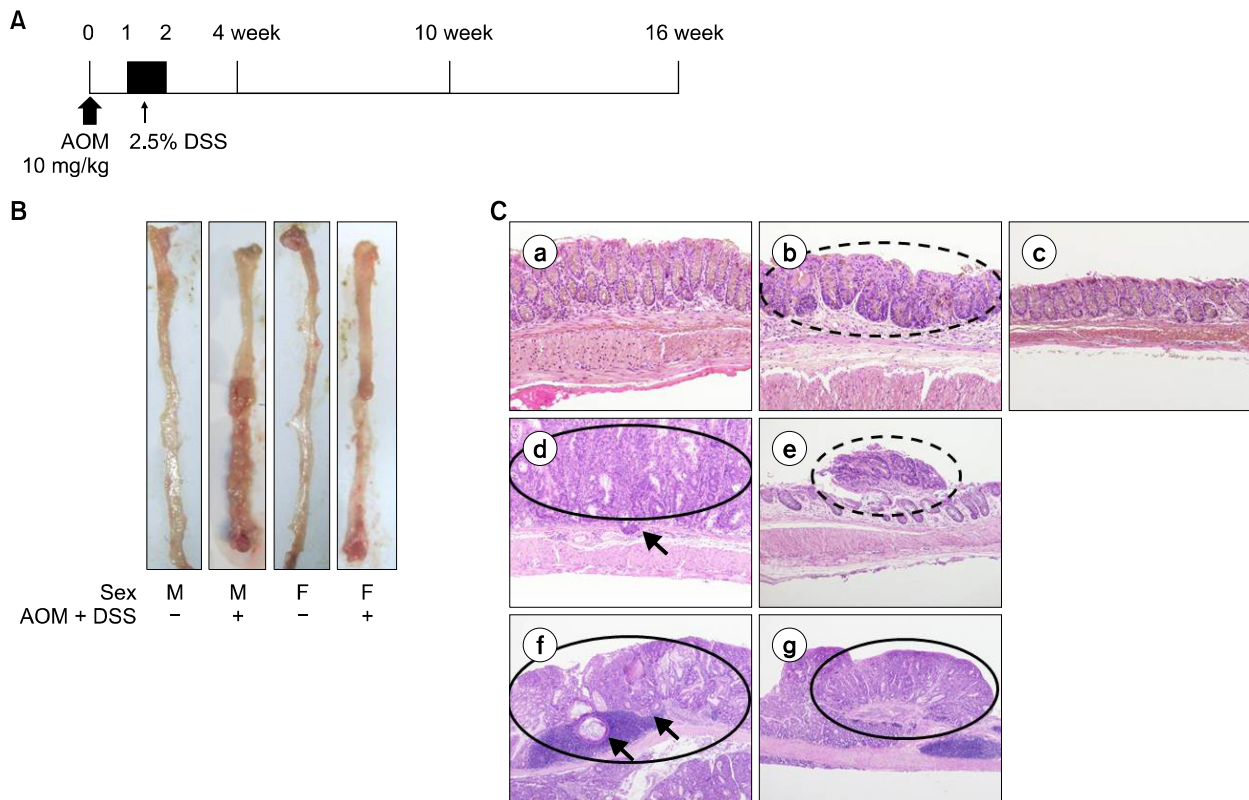 A
0 1 2 4 week 10 week 16 week
AOM 2.5% DSS
10 mg/kg
B
Sex M M F F
AOM + DSS − + − +
C
a
b
c
d
e
f
g